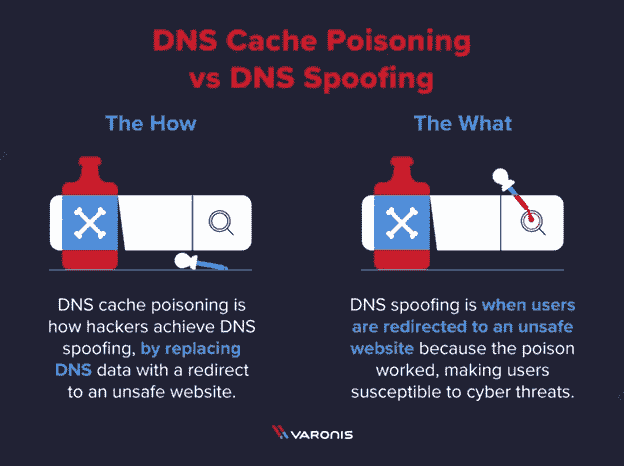 DNS Cache Poisoning
vs DNS Spoofing
The How
The What
DNS cache poisoning is
how hackers achieve DNS
spoofing, by replacing
DNS data with a redirect
to an unsafe website.
DNS spoofing is when users
are redirected to an unsafe
website because the poison
worked, making users
susceptible to cyber threats.
VARONIS